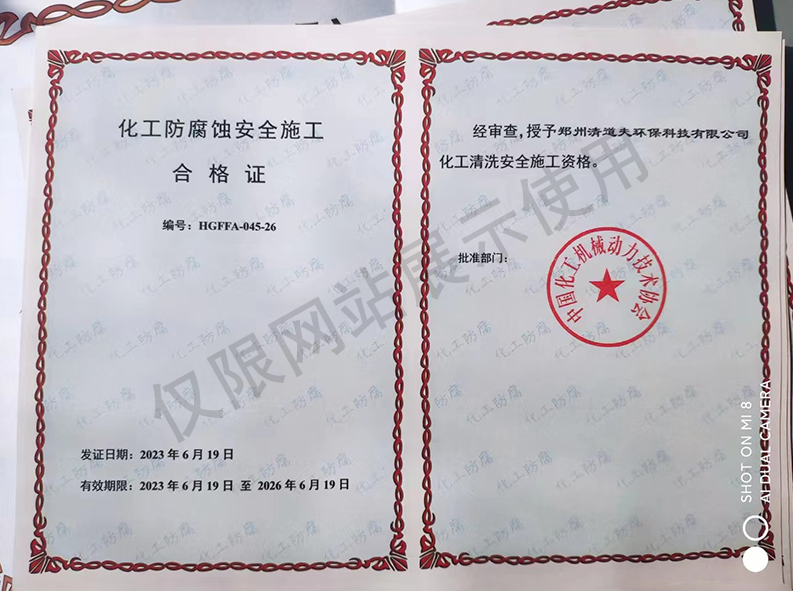 化工防腐蚀安全施工
合格证
编号：HGFFA-045-26
发证日期：2023年6月19日
有效期限：2023年6月19日 至 2026年6月19日
经审查，授予郑州清道夫环保科技有限公司
化工清洗安全施工资格。
批准部门：
中国化工机械动力技术协会
仅限网站展示使用
化工防腐
SHOT ON MI 8
AI DUAL CAMERA